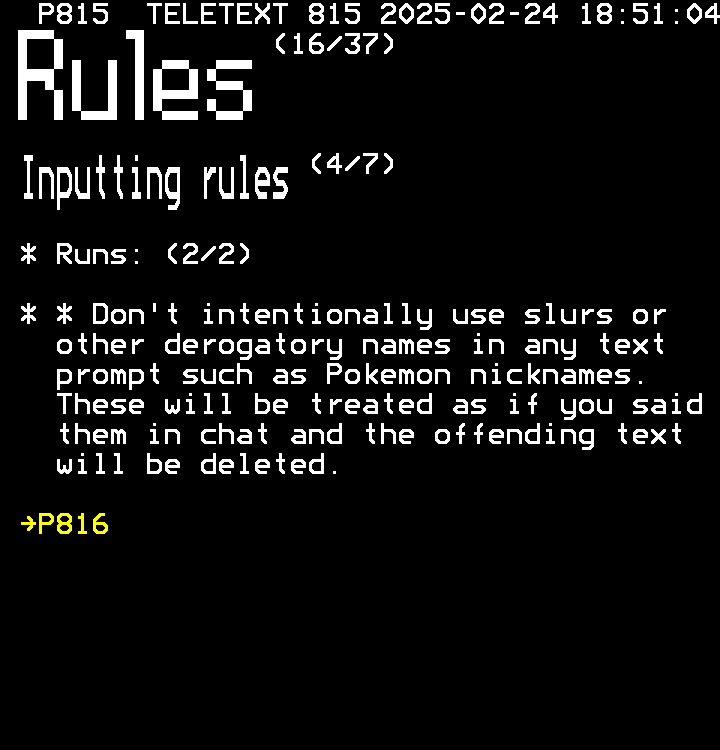 P815  TELETEXT 815 2025-02-24 18:51:04
Rules (16/37)
Inputting rules (4/7)
* Runs: (2/2)
* * Don't intentionally use slurs or
other derogatory names in any text
prompt such as Pokemon nicknames.
These will be treated as if you said
them in chat and the offending text
will be deleted.
→P816